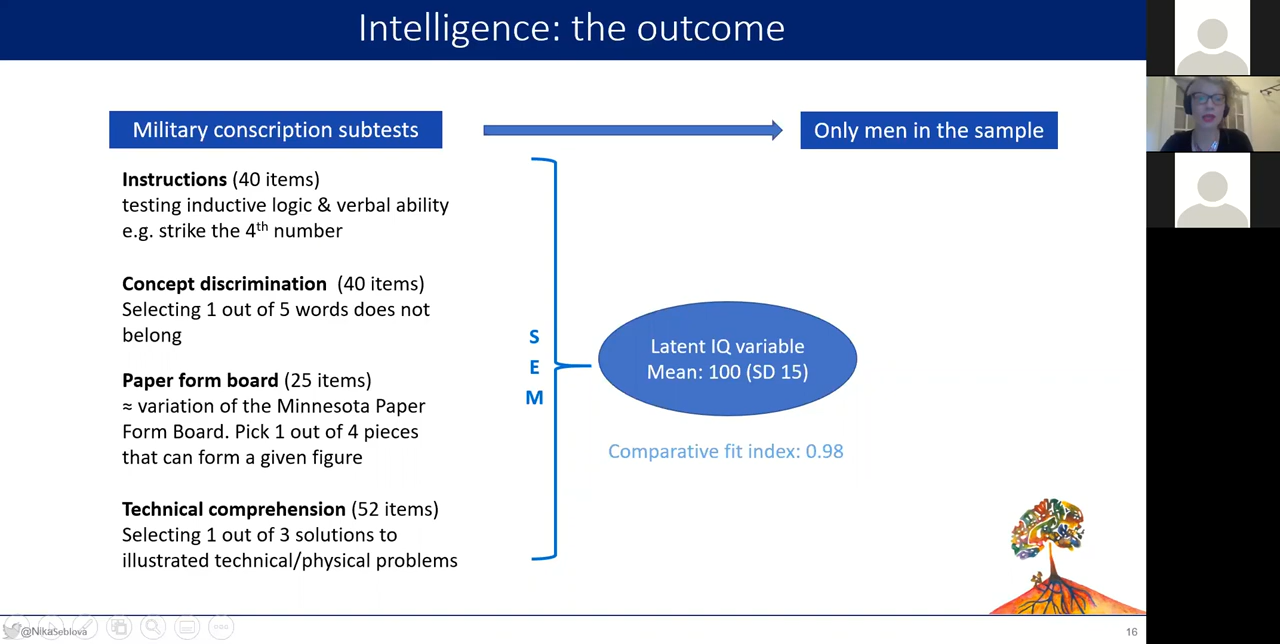 Intelligence: the outcome
Military conscription subtests
Only men in the sample
Instructions (40 items)
testing inductive logic & verbal ability
e.g. strike the 4th number
Concept discrimination (40 items)
Selecting 1 out of 5 words does not
belong
Paper form board (25 items)
≈ variation of the Minnesota Paper
Form Board. Pick 1 out of 4 pieces
that can form a given figure
Technical comprehension (52 items)
Selecting 1 out of 3 solutions to
illustrated technical/physical problems
S
E
M
Latent IQ variable
Mean: 100 (SD 15)
Comparative fit index: 0.98
@NikaSeblova
16